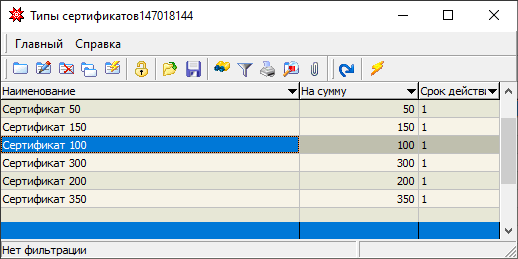 Типы сертификатов147018144
Главный Справка
Наименование На сумму Срок действи
Сертификат 50 50 1
Сертификат 150 150 1
Сертификат 100 100 1
Сертификат 300 300 1
Сертификат 200 200 1
Сертификат 350 350 1
Нет фильтрации